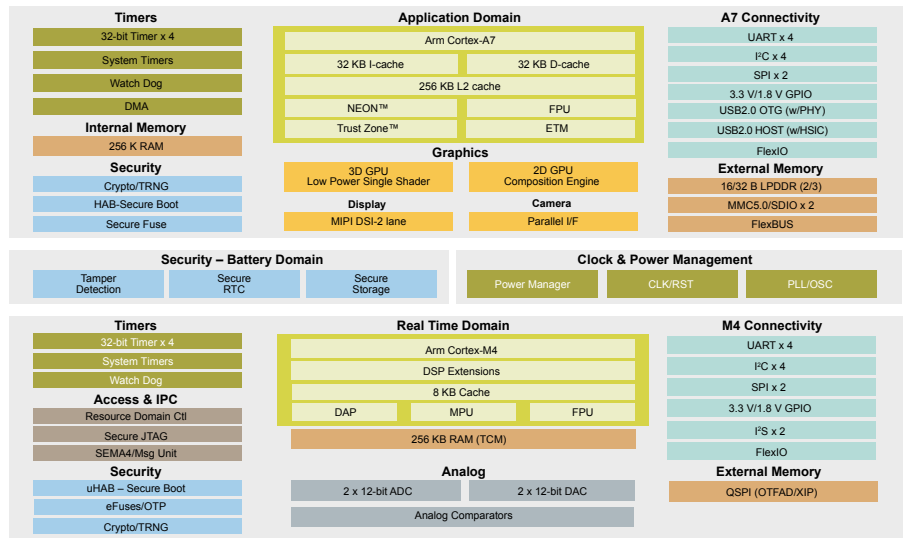 Timers
32-bit Timer x 4
System Timers
Watch Dog
DMA
Internal Memory
256 K RAM
Security
Crypto/TRNG
HAB-Secure Boot
Secure Fuse
Application Domain
Arm Cortex-A7
32 KB I-cache
32 KB D-cache
256 KB L2 cache
NEON™
FPU
Trust Zone™
ETM
Graphics
3D GPU
Low Power Single Shader
2D GPU
Composition Engine
Display
Camera
MIPI DSI-2 lane
Parallel I/F
A7 Connectivity
UART x 4
I²C x 4
SPI x 2
3.3 V/1.8 V GPIO
USB2.0 OTG (w/PHY)
USB2.0 HOST (w/HSIC)
FlexIO
External Memory
16/32 B LPDDR (2/3)
MMC5.0/SDIO x 2
FlexBUS
Security – Battery Domain
Tamper
Detection
Secure
RTC
Secure
Storage
Clock & Power Management
Power Manager
CLK/RST
PLL/OSC
Timers
32-bit Timer x 4
System Timers
Watch Dog
Access & IPC
Resource Domain Ctl
Secure JTAG
SEMA4/Msg Unit
Security
uHAB – Secure Boot
eFuses/OTP
Crypto/TRNG
Real Time Domain
Arm Cortex-M4
DSP Extensions
8 KB Cache
DAP
MPU
FPU
256 KB RAM (TCM)
Analog
2 x 12-bit ADC
2 x 12-bit DAC
Analog Comparators
M4 Connectivity
UART x 4
I²C x 4
SPI x 2
3.3 V/1.8 V GPIO
I²S x 2
FlexIO
External Memory
QSPI (OTFAD/XIP)